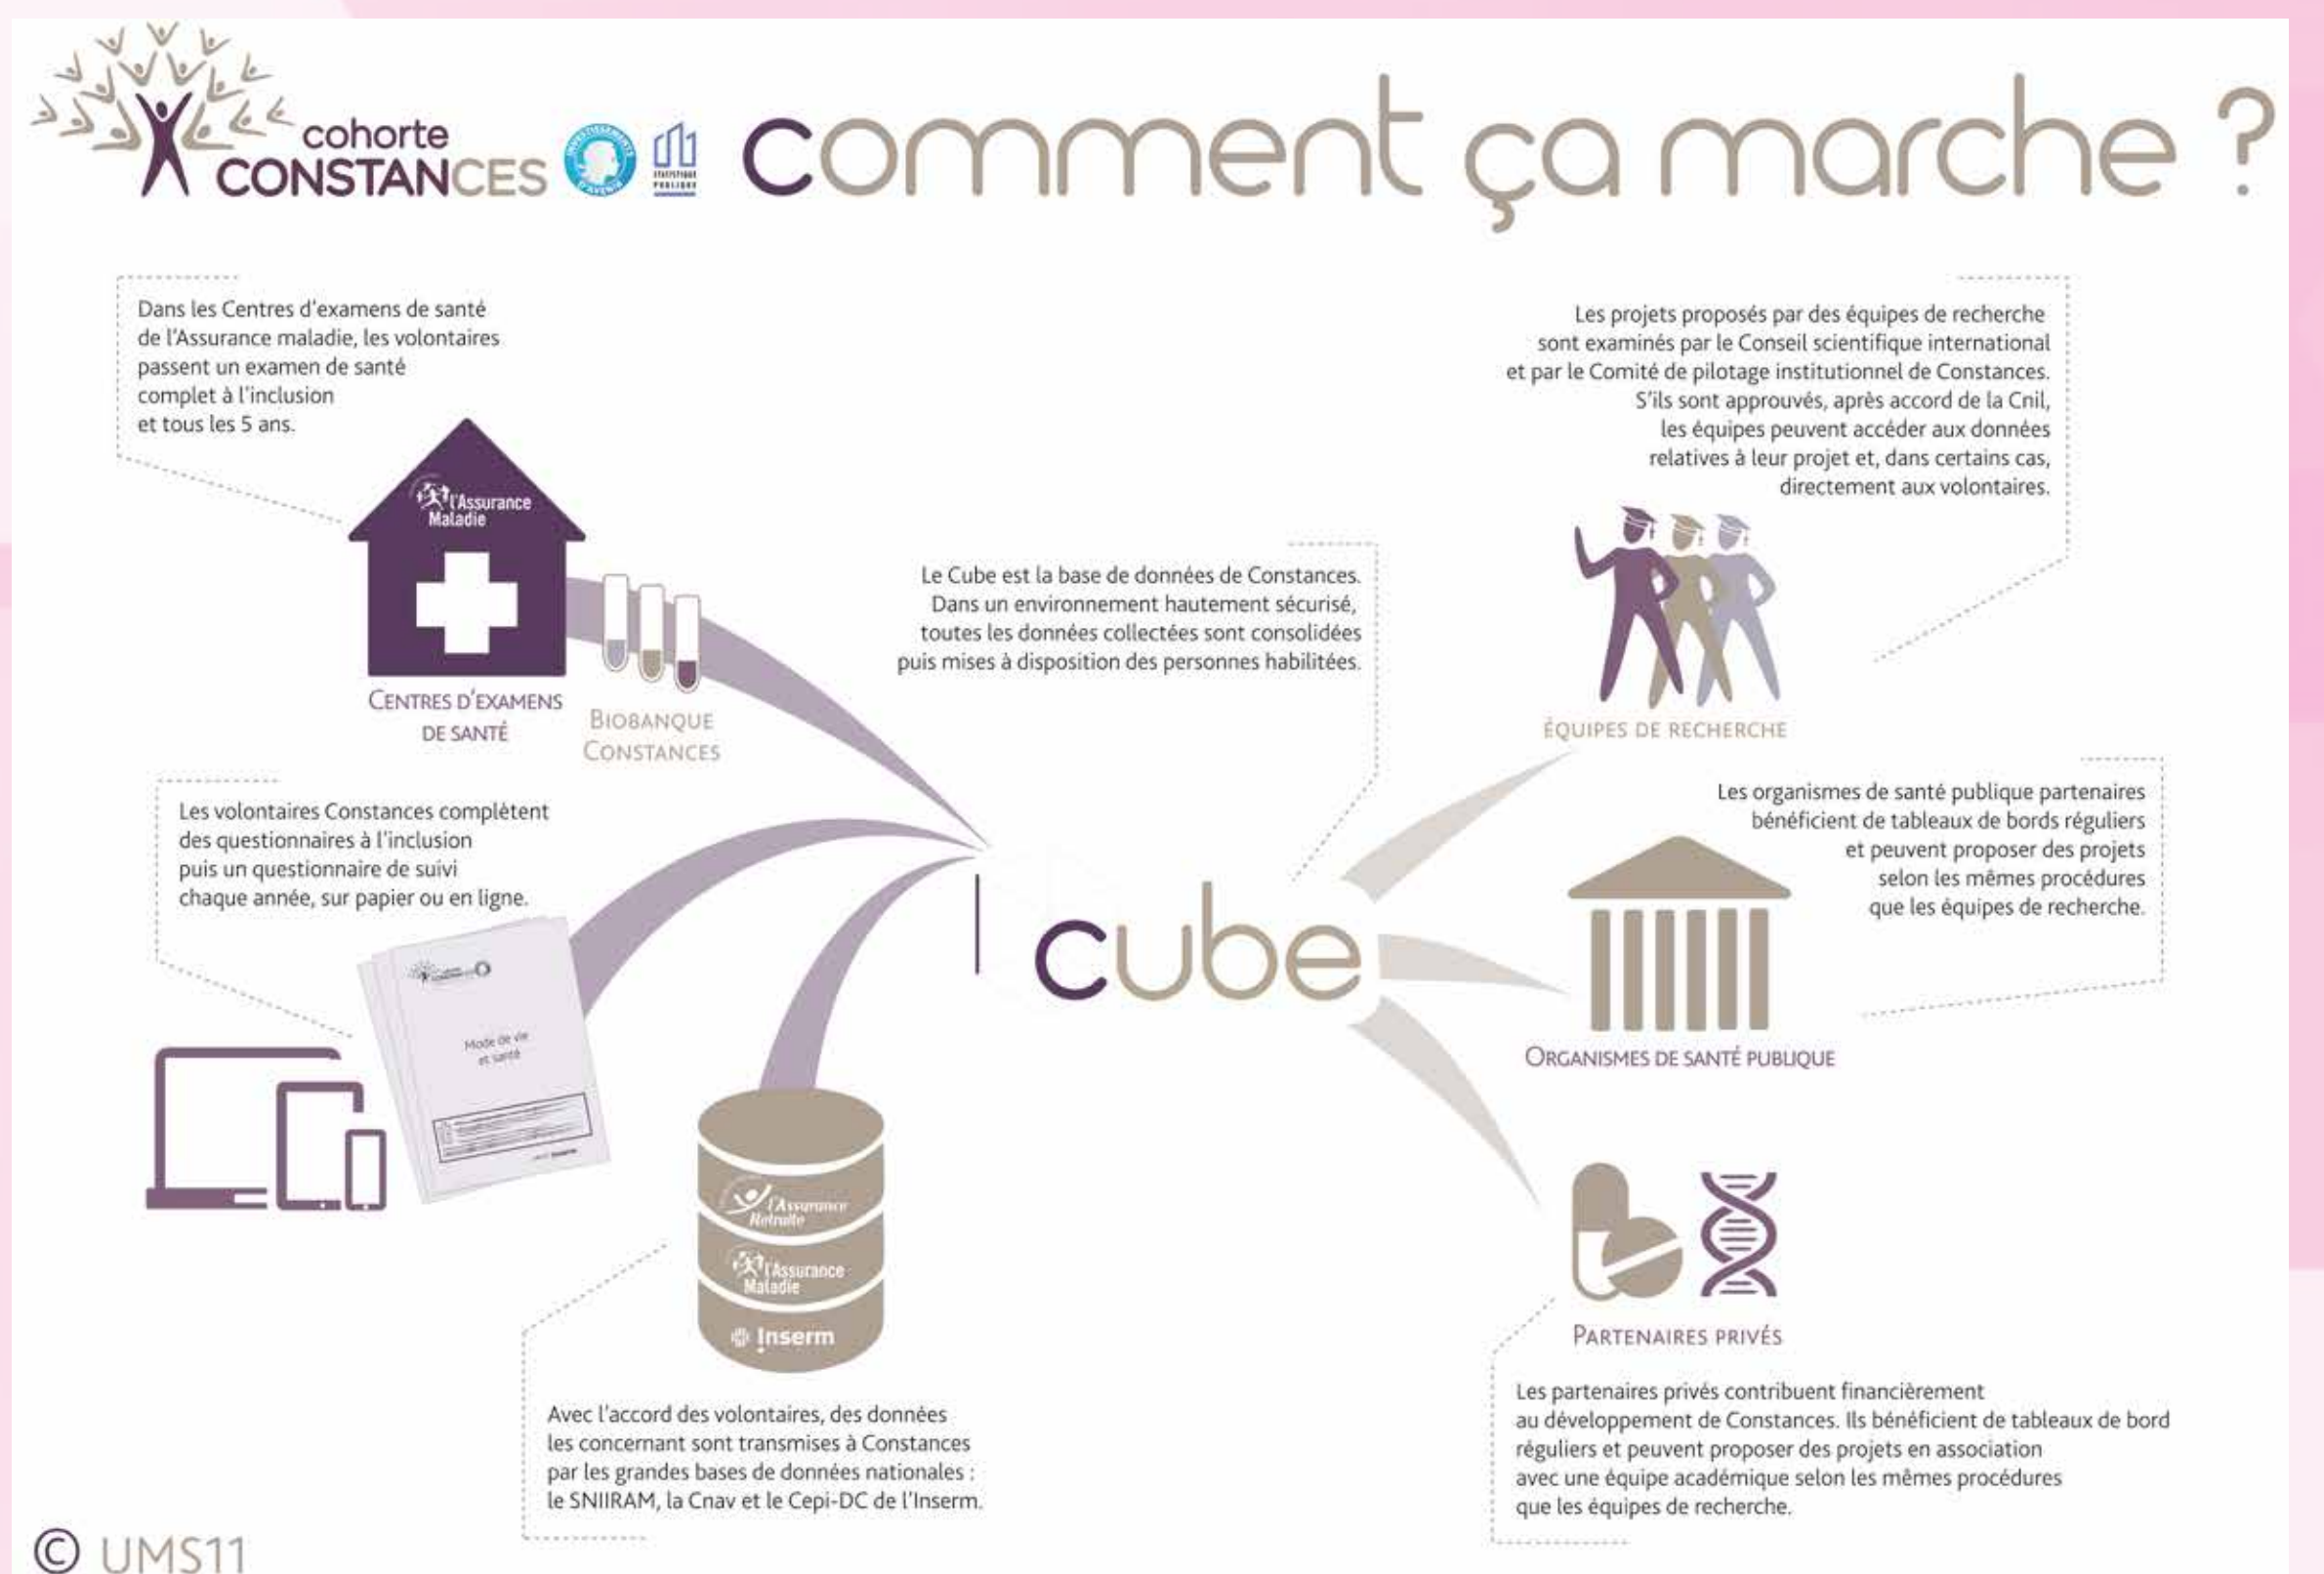 cohorte
CONSTANCES
INVESTISSEMENTS
D'AVENIR
STATISTIQUE
PUBLIQUE
comment ça marche ?
Dans les Centres d'examens de santé
de l'Assurance maladie, les volontaires
passent un examen de santé
complet à l'inclusion
et tous les 5 ans.
l'Assurance
Maladie
CENTRES D'EXAMENS
DE SANTÉ
BIOBANQUE
CONSTANCES
Les volontaires Constances complètent
des questionnaires à l'inclusion
puis un questionnaire de suivi
chaque année, sur papier ou en ligne.
Mode de vie
et santé
l'Assurance
Retraite
l'Assurance
Maladie
Inserm
Avec l'accord des volontaires, des données
les concernant sont transmises à Constances
par les grandes bases de données nationales :
le SNIIRAM, la Cnav et le Cepi-DC de l'Inserm.
Le Cube est la base de données de Constances.
Dans un environnement hautement sécurisé,
toutes les données collectées sont consolidées
puis mises à disposition des personnes habilitées.
cube
Les projets proposés par des équipes de recherche
sont examinés par le Conseil scientifique international
et par le Comité de pilotage institutionnel de Constances.
S'ils sont approuvés, après accord de la Cnil,
les équipes peuvent accéder aux données
relatives à leur projet et, dans certains cas,
directement aux volontaires.
ÉQUIPES DE RECHERCHE
Les organismes de santé publique partenaires
bénéficient de tableaux de bords réguliers
et peuvent proposer des projets
selon les mêmes procédures
que les équipes de recherche.
ORGANISMES DE SANTÉ PUBLIQUE
PARTENAIRES PRIVÉS
Les partenaires privés contribuent financièrement
au développement de Constances. Ils bénéficient de tableaux de bord
réguliers et peuvent proposer des projets en association
avec une équipe académique selon les mêmes procédures
que les équipes de recherche.
© UMS11